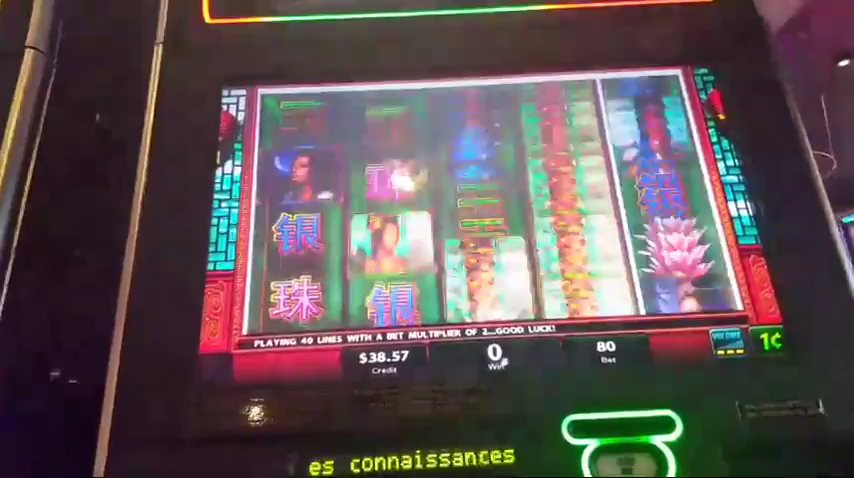 银
银
珠
银
PLAYING 40 LINES WITH A BET MULTIPLIER OF 2...GOOD LUCK!
$38.57 0 80
Credit Win Bet
VOLUME
1¢
es connaissances